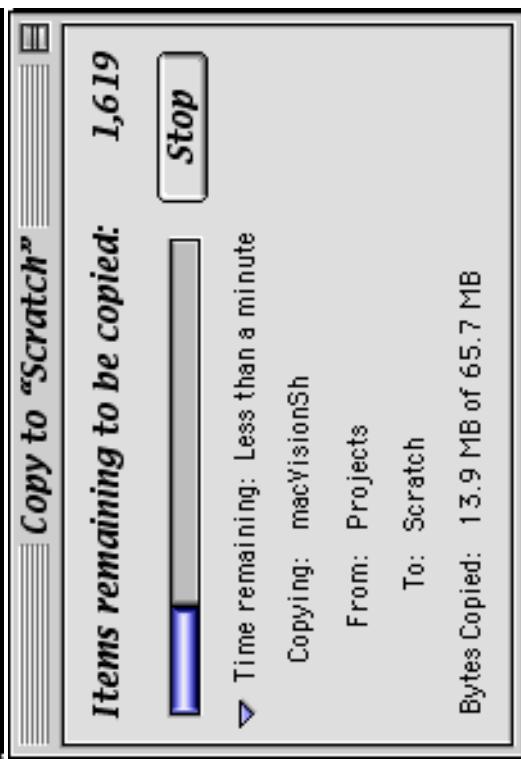 Copy to “Scratch”
Items remaining to be copied: 1,619
Stop
Time remaining: Less than a minute
Copying: macVisionSh
From: Projects
To: Scratch
Bytes Copied: 13.9 MB of 65.7 MB